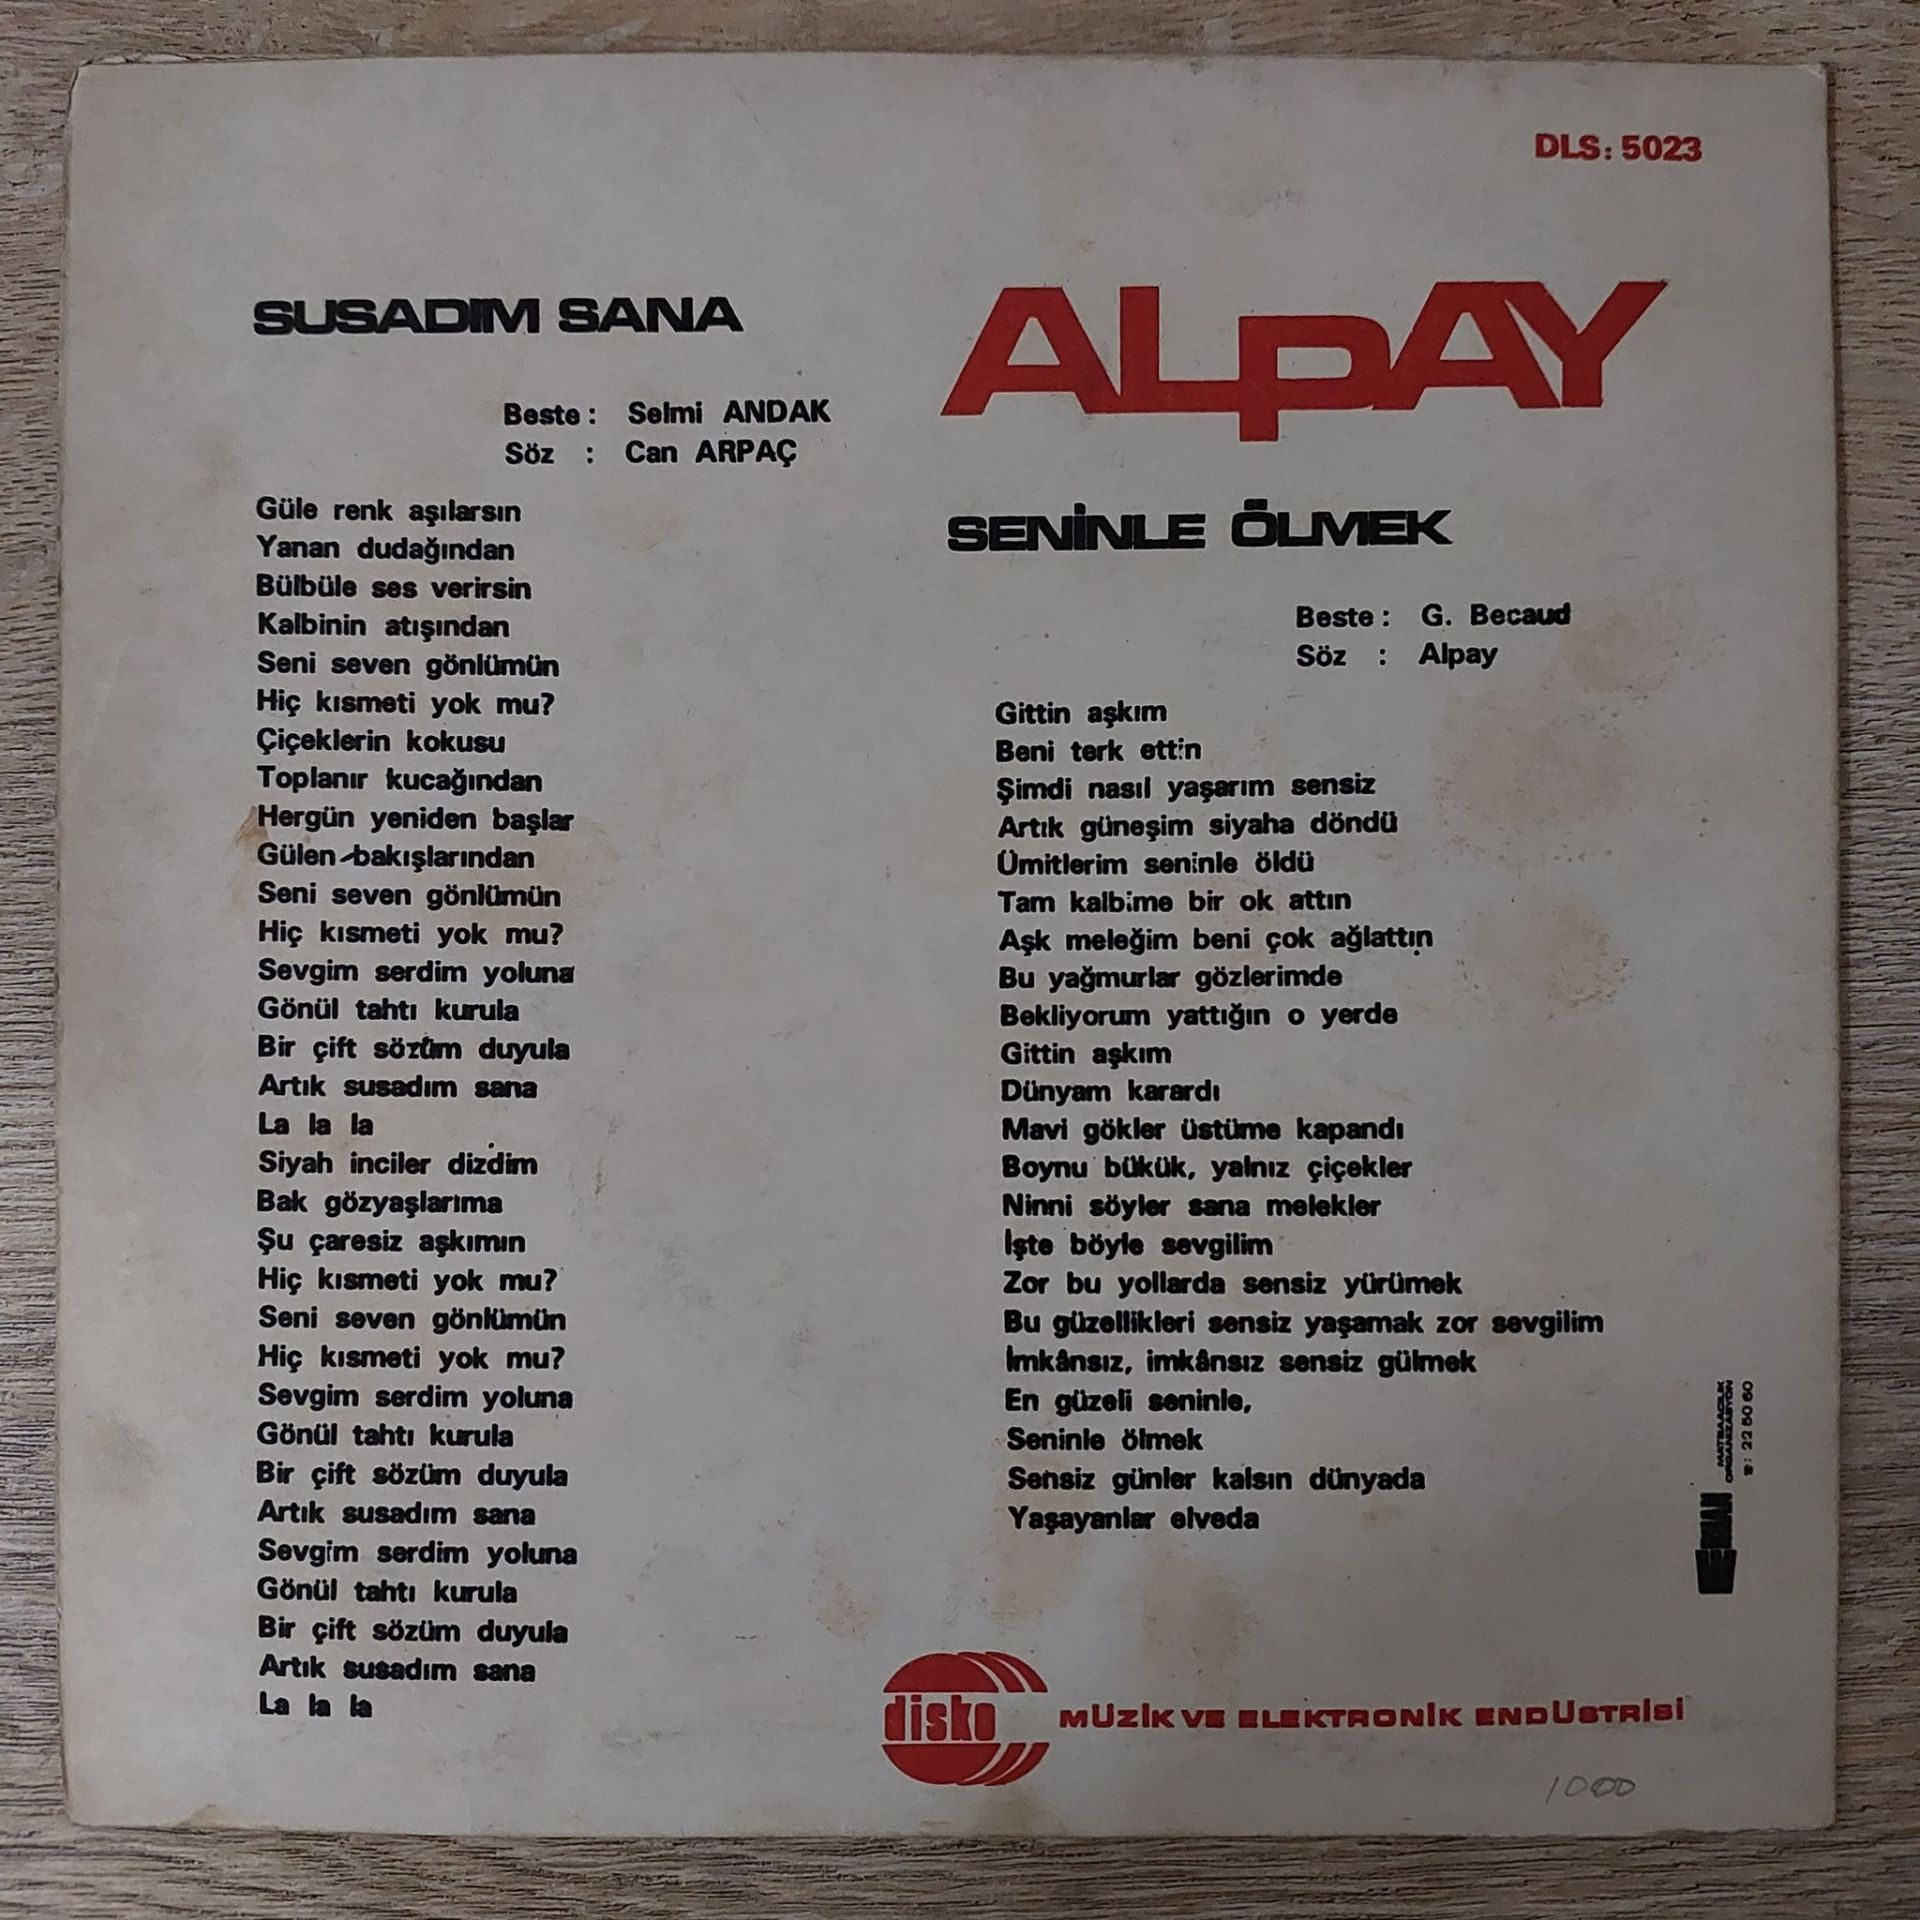 DLS: 5023
ALPAY
SUSADIM SANA
Beste: Selmi ANDAK
Söz : Can ARPAÇ
Güle renk aşılarsın
Yanan dudağından
Bülbüle ses verirsin
Kalbinin atışından
Seni seven gönlümün
Hiç kısmeti yok mu?
Çiçeklerin kokusu
Toplanır kucağından
Hergün yeniden başlar
Gülen bakışlarından
Seni seven gönlümün
Hiç kısmeti yok mu?
Sevgim serdim yoluna
Gönül tahtı kurula
Bir çift sözüm duyula
Artık susadım sana
La la la
Siyah inciler dizdim
Bak gözyaşlarıma
Şu çaresiz aşkımın
Hiç kısmeti yok mu?
Seni seven gönlümün
Hiç kısmeti yok mu?
Sevgim serdim yoluna
Gönül tahtı kurula
Bir çift sözüm duyula
Artık susadım sana
Sevgim serdim yoluna
Gönül tahtı kurula
Bir çift sözüm duyula
Artık susadım sana
La la la
SENİNLE ÖLMEK
Beste: G. Becaud
Söz : Alpay
Gittin aşkım
Beni terk ettin
Şimdi nasıl yaşarım sensiz
Artık güneşim siyaha döndü
Ümitlerim seninle öldü
Tam kalbime bir ok attın
Aşk meleğim beni çok ağlattın
Bu yağmurlar gözlerimde
Bekliyorum yattığın o yerde
Gittin aşkım
Dünyam karardı
Mavi gökler üstüme kapandı
Boynu bükük, yalnız çiçekler
Ninni söyler sana melekler
İşte böyle sevgilim
Zor bu yollarda sensiz yürümek
Bu güzellikleri sensiz yaşamak zor sevgilim
İmkânsız, imkânsız sensiz gülmek
En güzeli seninle,
Seninle ölmek
Sensiz günler kalsın dünyada
Yaşayanlar elveda
MATBAACILIK
ORGANİZASYON
☎: 22 50 60
disko
MÜZİK VE ELEKTRONİK ENDÜSTRİSİ
1000